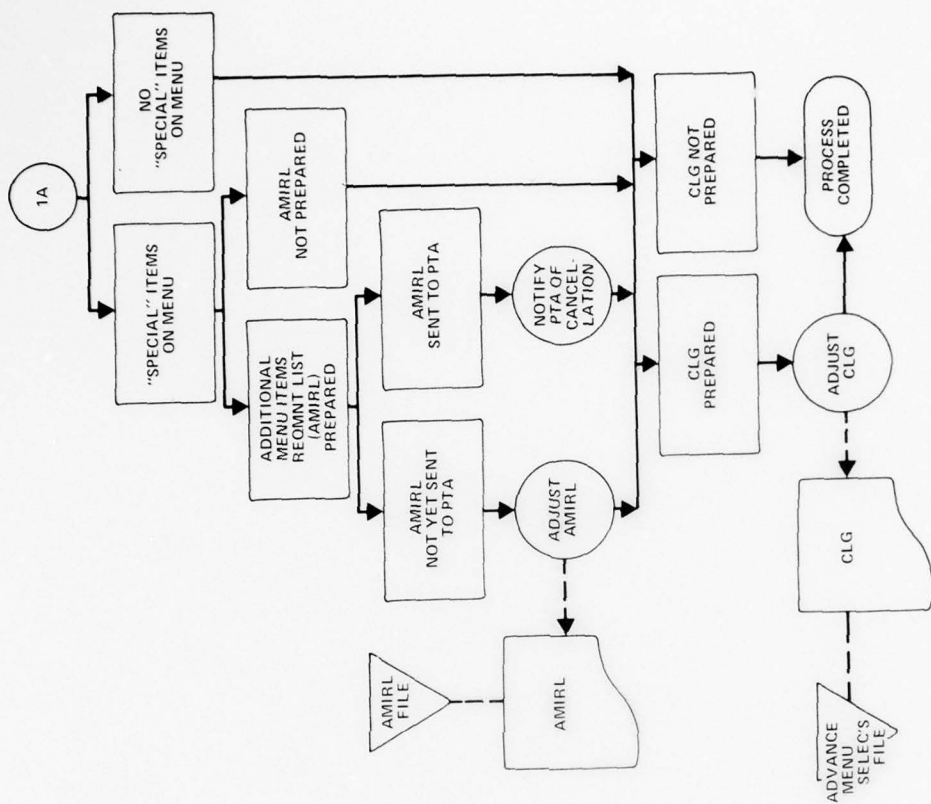 1A
"SPECIAL" ITEMS
ON MENU
NO
"SPECIAL" ITEMS
ON MENU
ADDITIONAL
MENU ITEMS
REOMNT LIST
(AMIRL)
PREPARED
AMIRL
NOT PREPARED
AMIRL
NOT YET SENT
TO PTA
AMIRL
SENT TO PTA
AMIRL
FILE
ADJUST
AMIRL
NOTIFY
PTA OF
CANCEL-
LATION
AMIRL
CLG
PREPARED
CLG NOT
PREPARED
ADVANCE
MENU
SELEC'S
FILE
CLG
ADJUST
CLG
PROCESS
COMPLETED